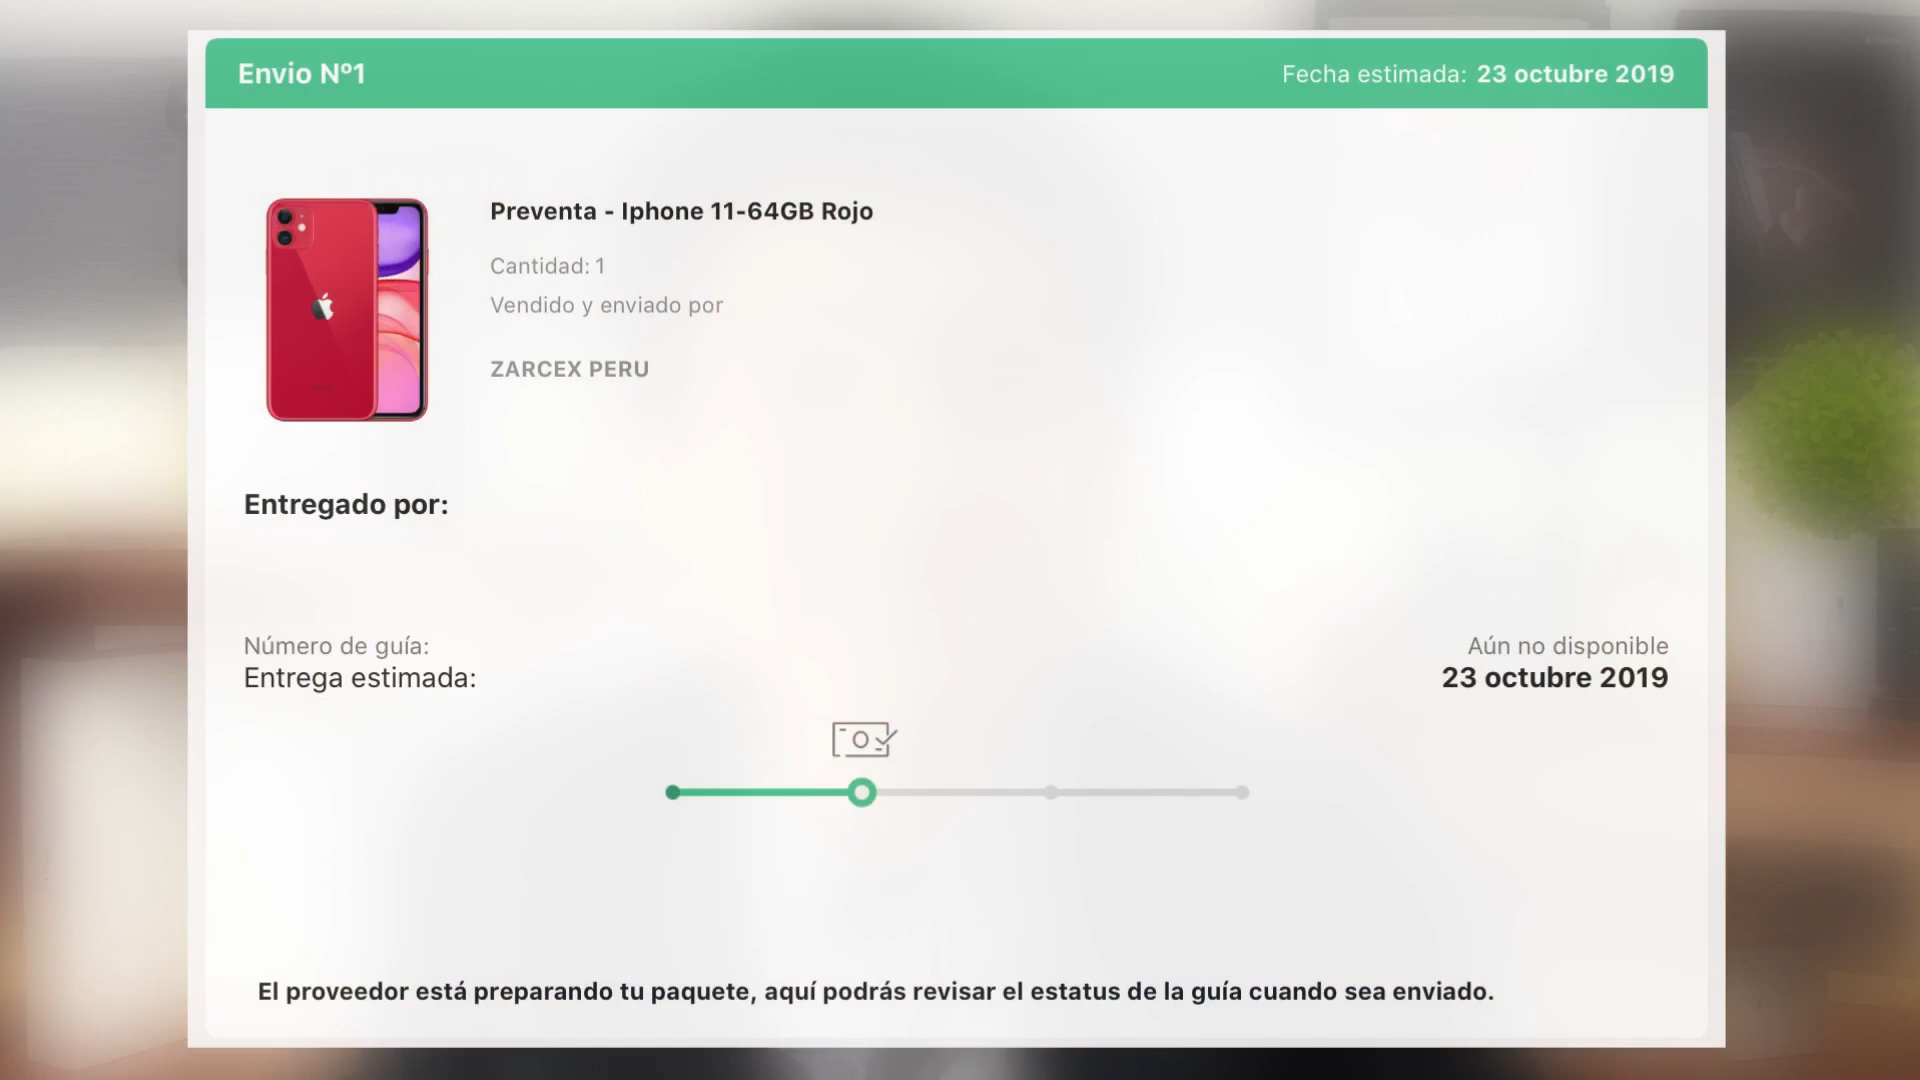 Envio Nº1
Fecha estimada: 23 octubre 2019
Preventa - Iphone 11-64GB Rojo
Cantidad: 1
Vendido y enviado por
ZARCEX PERU
Entregado por:
Número de guía:
Aún no disponible
Entrega estimada:
23 octubre 2019
El proveedor está preparando tu paquete, aquí podrás revisar el estatus de la guía cuando sea enviado.